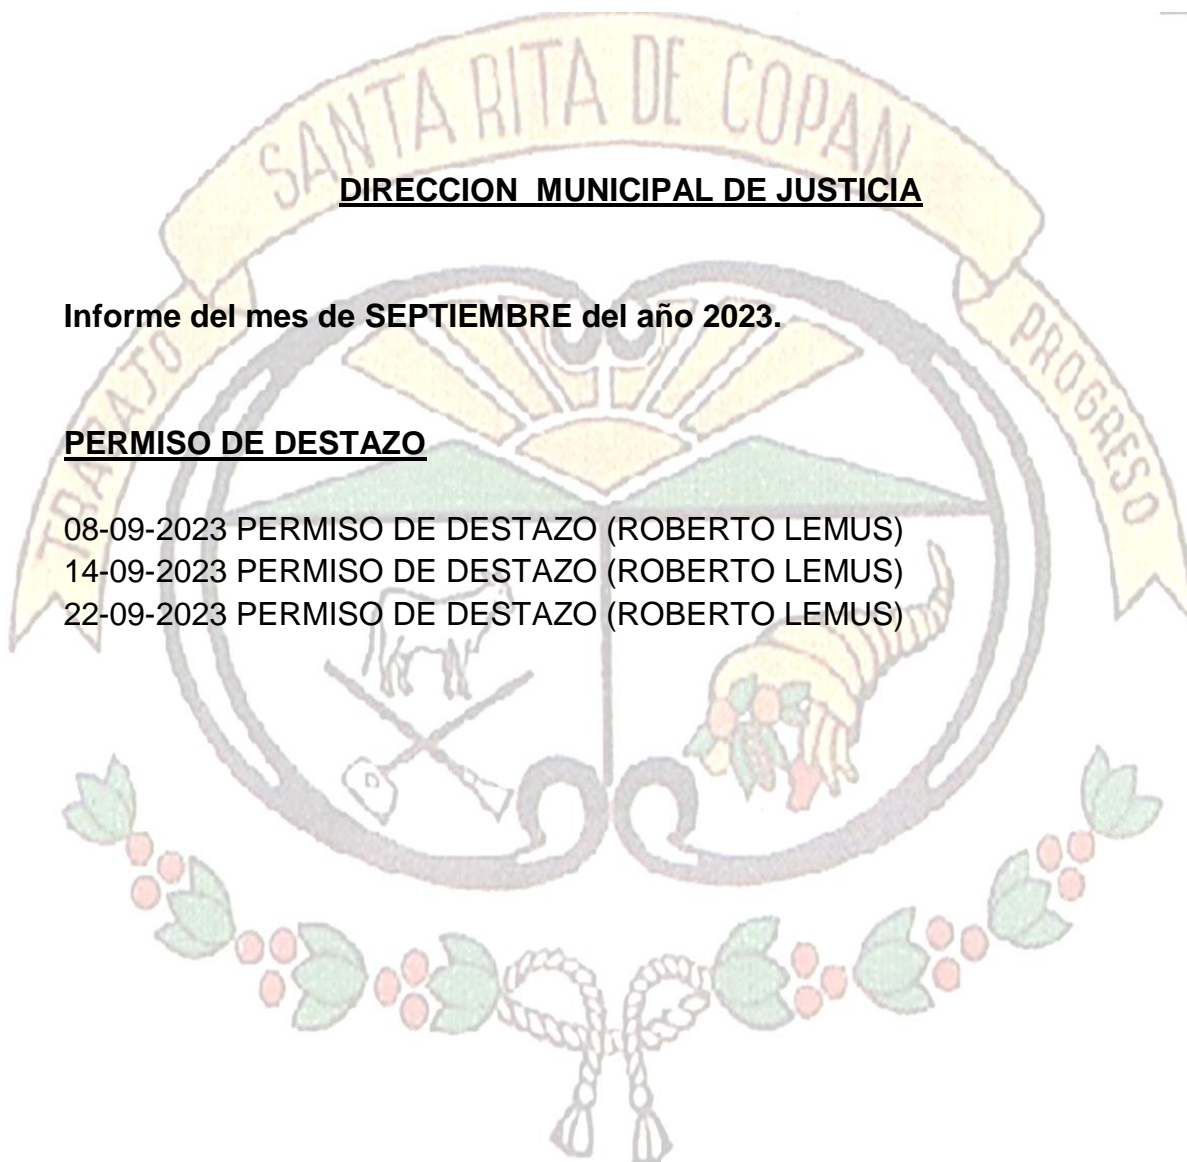 SANTA RITA DE COPAN
DIRECCION  MUNICIPAL DE JUSTICIA
Informe del mes de SEPTIEMBRE del año 2023.
TRABAJO
PROGRESO
PERMISO DE DESTAZO
08-09-2023 PERMISO DE DESTAZO (ROBERTO LEMUS)
14-09-2023 PERMISO DE DESTAZO (ROBERTO LEMUS)
22-09-2023 PERMISO DE DESTAZO (ROBERTO LEMUS)